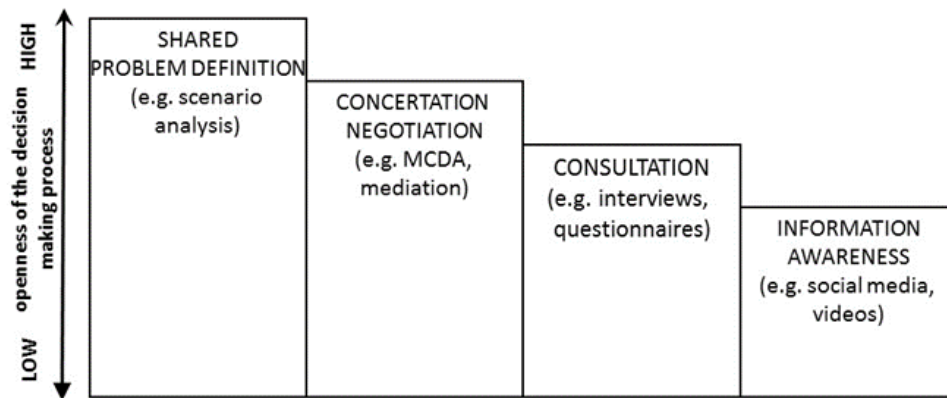 HIGH
openness of the decision
making process
LOW
SHARED
PROBLEM DEFINITION
(e.g. scenario
analysis)
CONCERTATION
NEGOTIATION
(e.g. MCDA,
mediation)
CONSULTATION
(e.g. interviews,
questionnaires)
INFORMATION
AWARENESS
(e.g. social media,
videos)